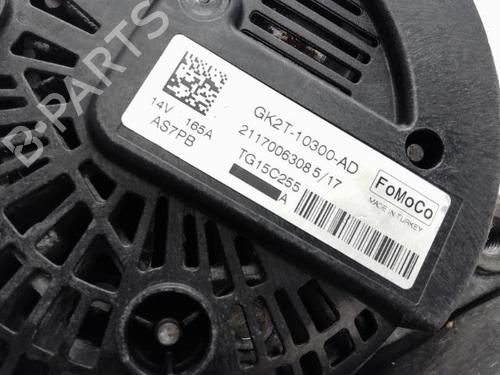 GK2T-10300-AD
14V 165A
2117006308 5/17
AS7PB
TG15C255
A
FoMoCo
MADE IN TURKEY
B-PARTS